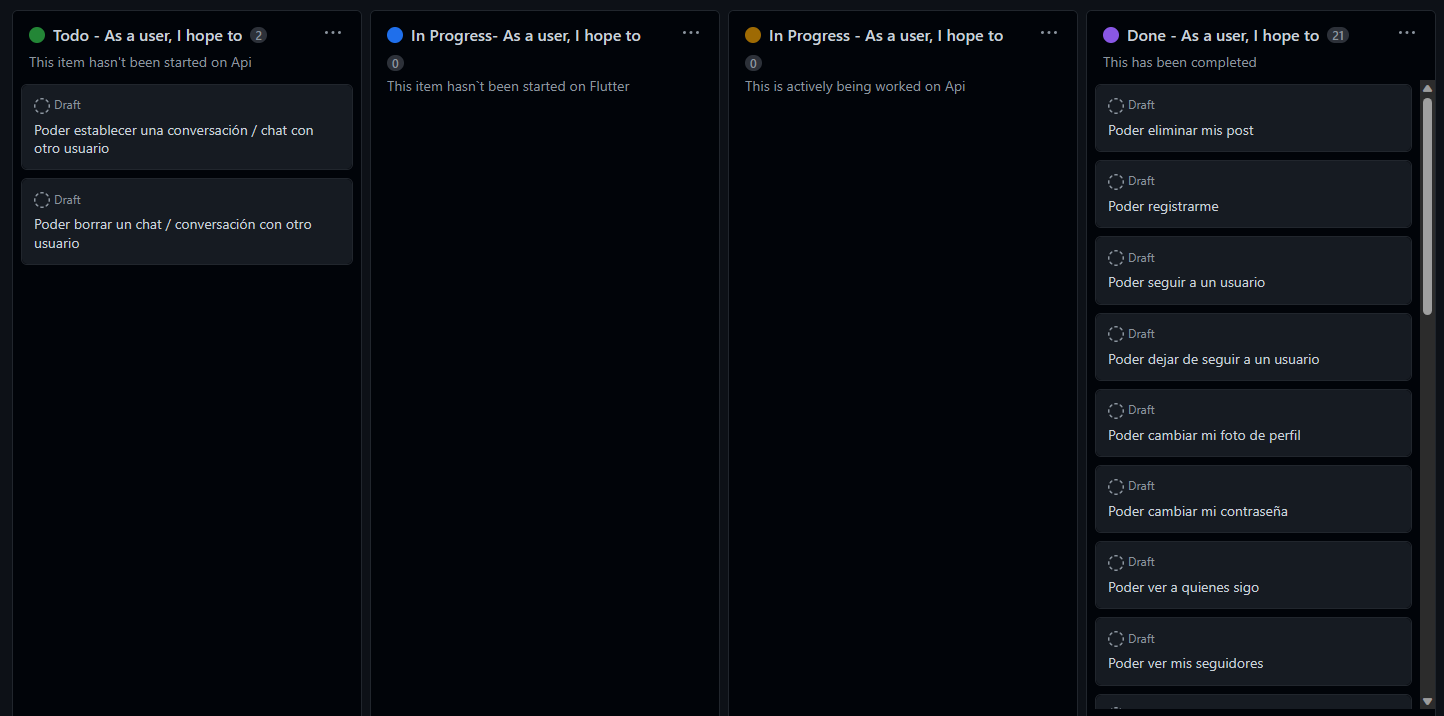 Todo - As a user, I hope to 2
This item hasn't been started on Api
Draft
Poder establecer una conversación / chat con
otro usuario
Draft
Poder borrar un chat / conversación con otro
usuario
In Progress- As a user, I hope to
0
This item hasn`t been started on Flutter
In Progress - As a user, I hope to
0
This is actively being worked on Api
Done - As a user, I hope to 21
This has been completed
Draft
Poder eliminar mis post
Draft
Poder registrarme
Draft
Poder seguir a un usuario
Draft
Poder dejar de seguir a un usuario
Draft
Poder cambiar mi foto de perfil
Draft
Poder cambiar mi contraseña
Draft
Poder ver a quienes sigo
Draft
Poder ver mis seguidores